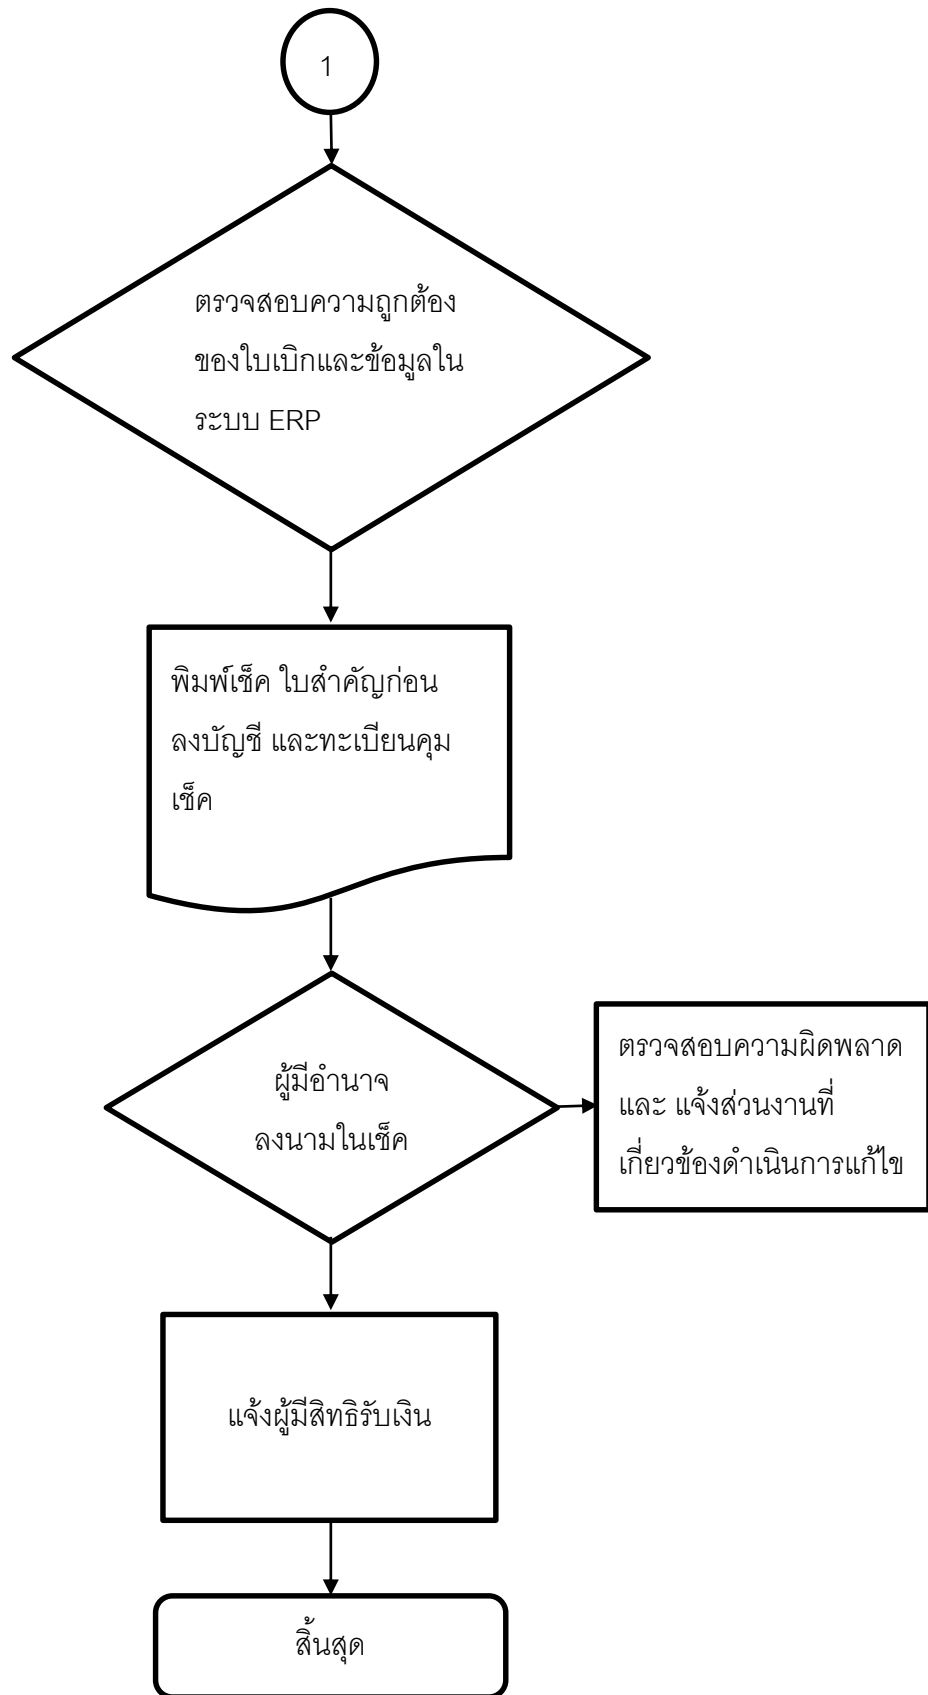 1
ตรวจสอบความถูกต้อง
ของใบเบิกและข้อมูลใน
ระบบ ERP
พิมพ์เช็ค ใบสำคัญก่อน
ลงบัญชี และทะเบียนคุม
เช็ค
ผู้มีอำนาจ
ลงนามในเช็ค
ตรวจสอบความผิดพลาด
และ แจ้งส่วนงานที่
เกี่ยวข้องดำเนินการแก้ไข
แจ้งผู้มีสิทธิรับเงิน
สิ้นสุด